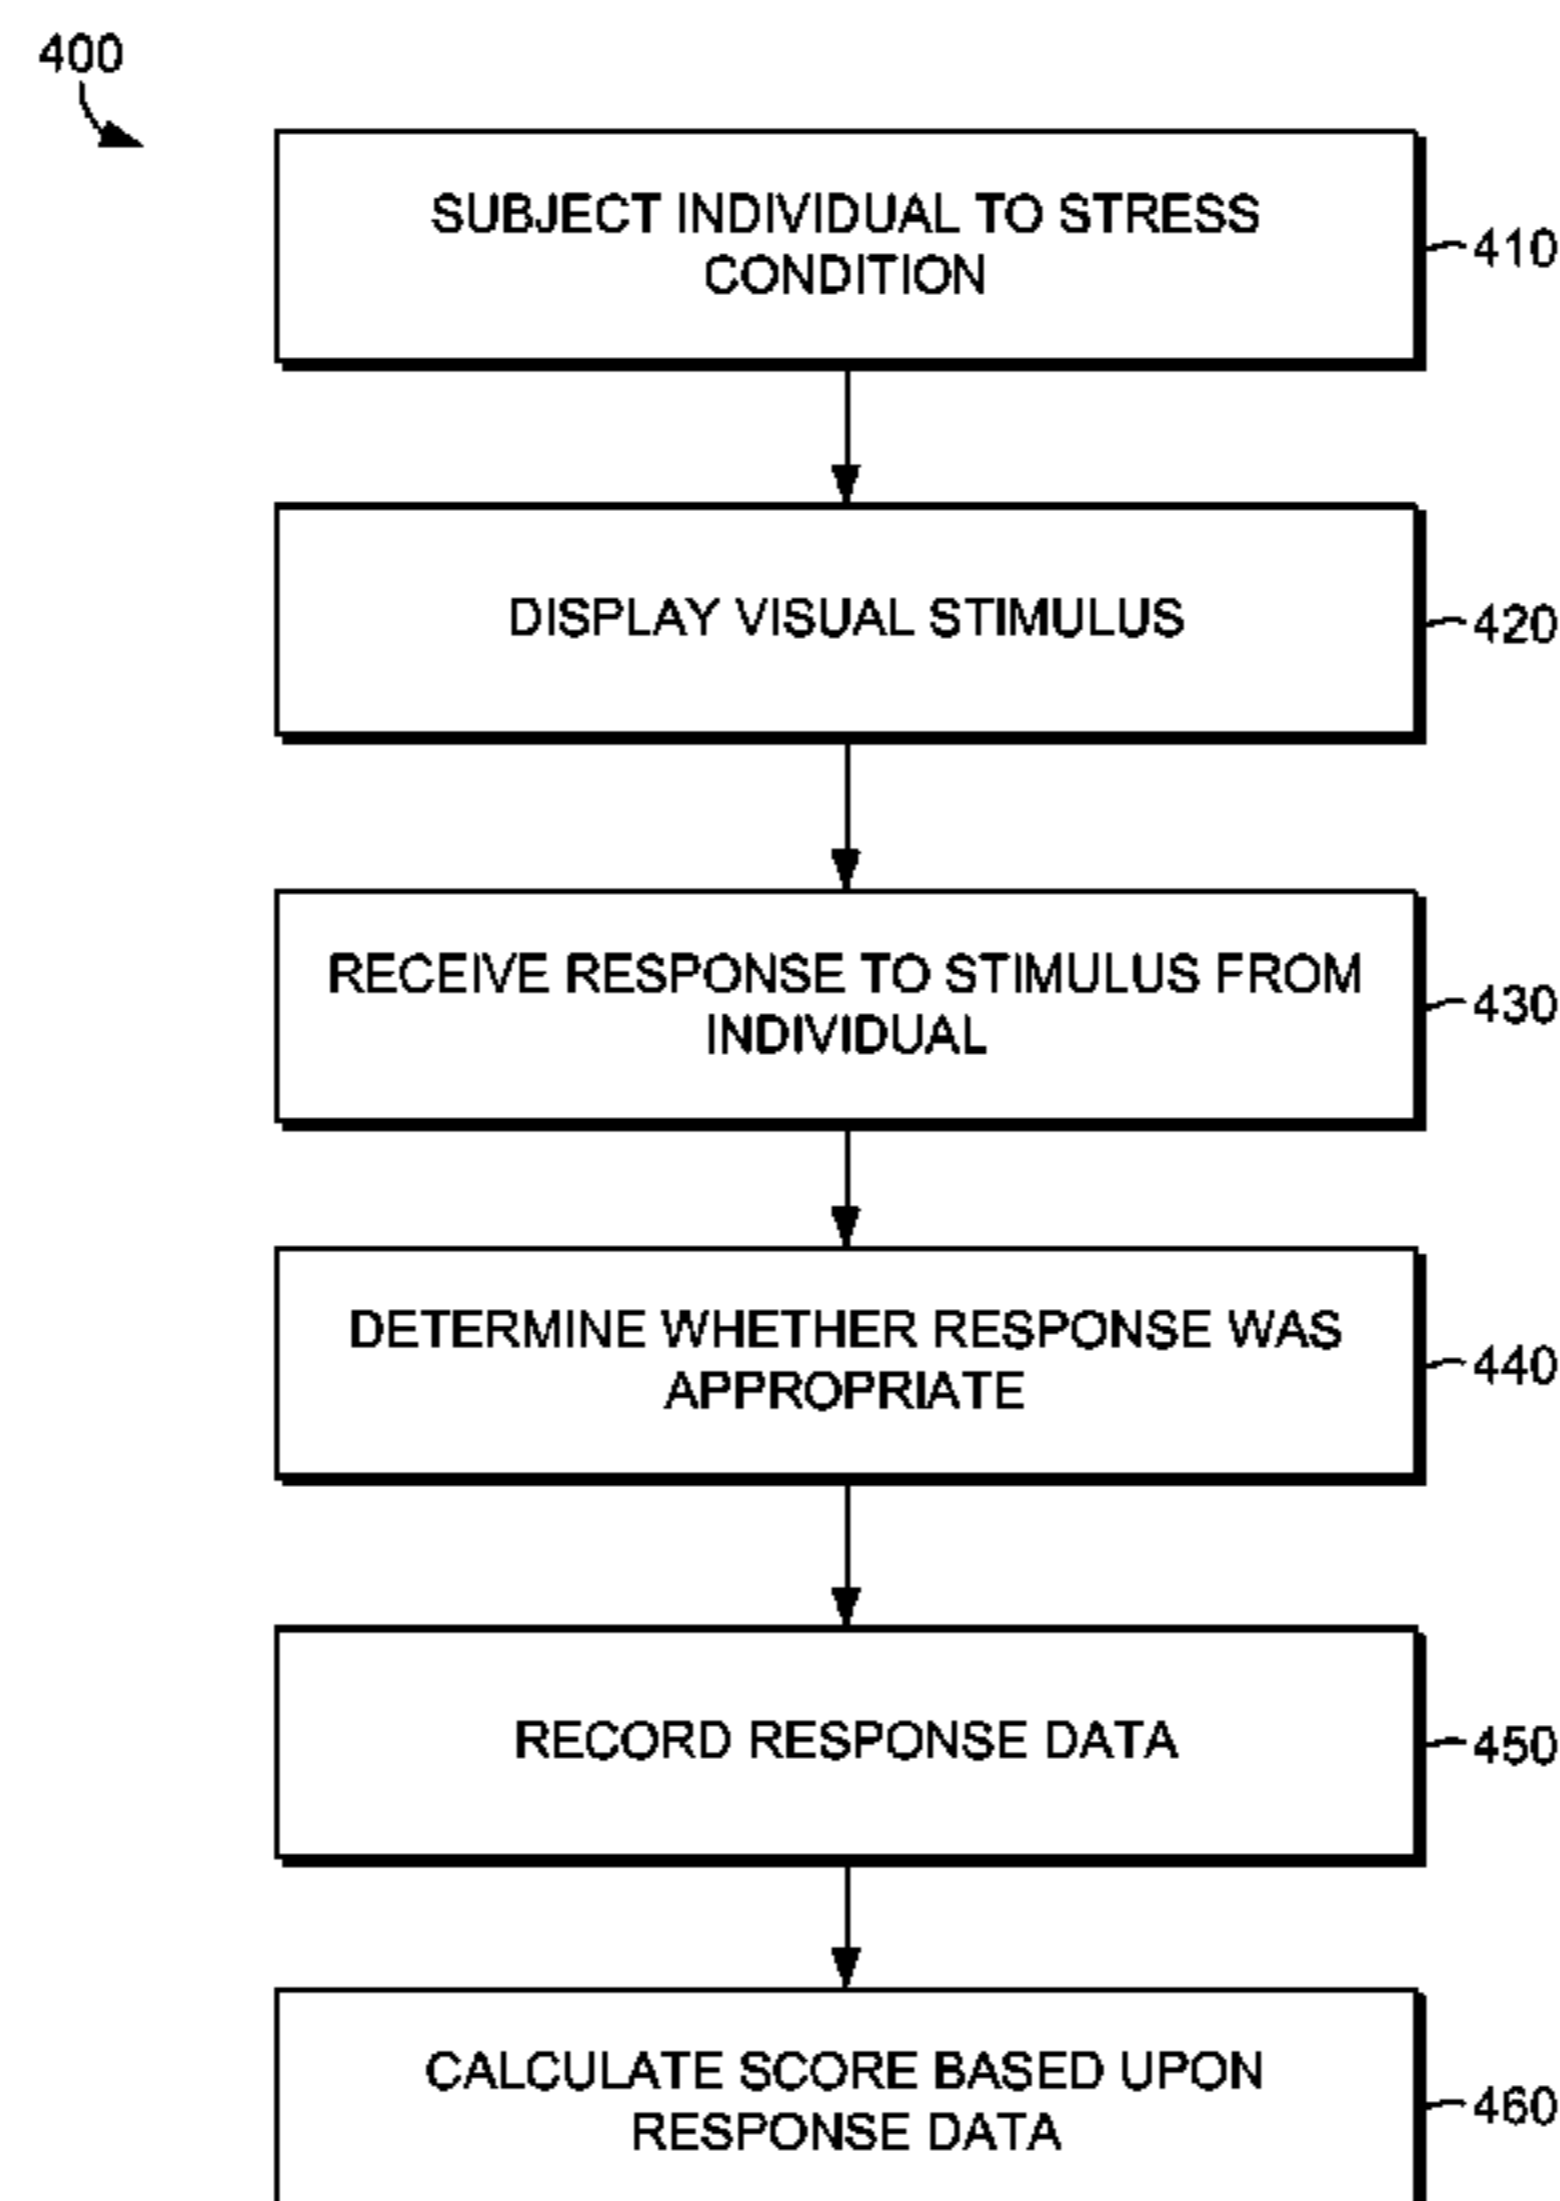 400
SUBJECT INDIVIDUAL TO STRESS
CONDITION
410
DISPLAY VISUAL STIMULUS
420
RECEIVE RESPONSE TO STIMULUS FROM
INDIVIDUAL
430
DETERMINE WHETHER RESPONSE WAS
APPROPRIATE
440
RECORD RESPONSE DATA
450
CALCULATE SCORE BASED UPON
RESPONSE DATA
460